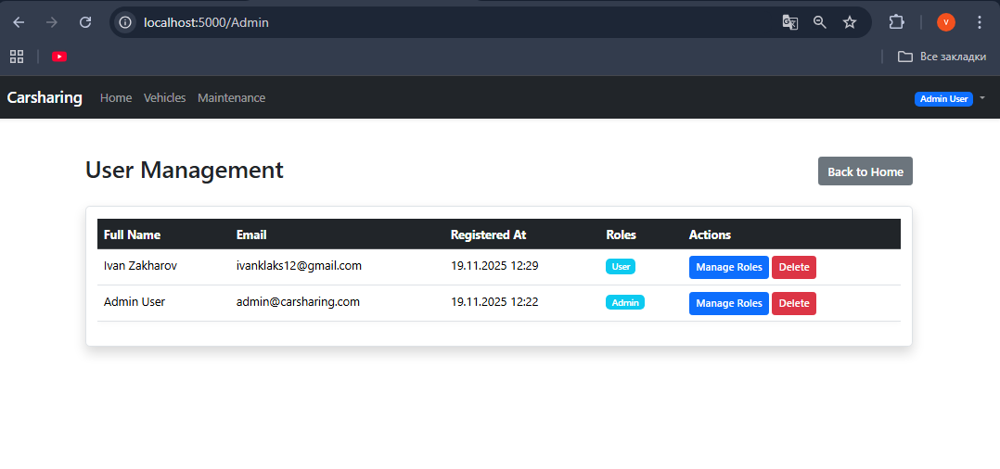 localhost:5000/Admin
v
Все закладки
Carsharing Home Vehicles Maintenance Admin User
User Management
Back to Home
Full Name Email Registered At Roles Actions
Ivan Zakharov ivanklaks12@gmail.com 19.11.2025 12:29 User Manage Roles Delete
Admin User admin@carsharing.com 19.11.2025 12:22 Admin Manage Roles Delete